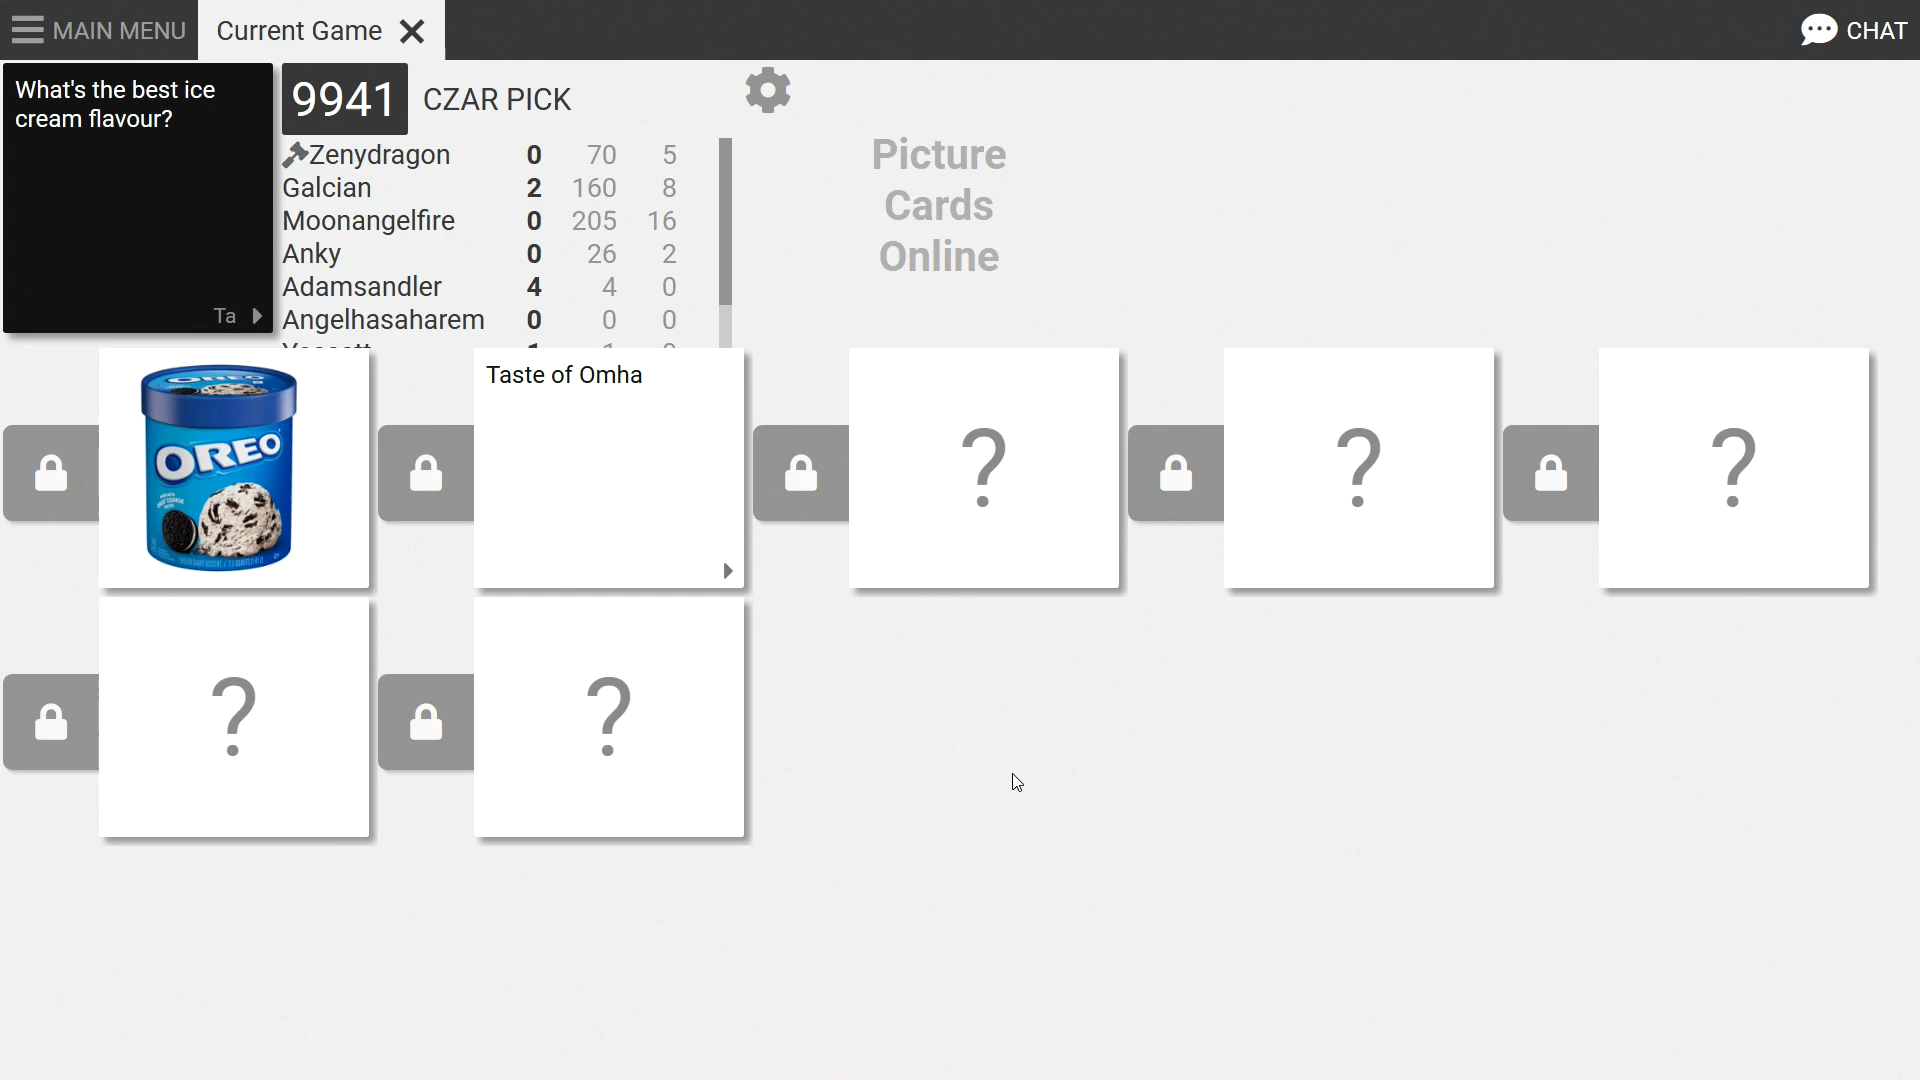 MAIN MENU
Current Game
CHAT
What's the best ice
cream flavour?
Ta
9941
CZAR PICK
Zenydragon 0 70 5
Galcian 2 160 8
Moonangelfire 0 205 16
Anky 0 26 2
Adamsandler 4 4 0
Angelhasaharem 0 0 0
Picture
Cards
Online
OREO
OREO
Taste of Omha
?
?
?
?
?